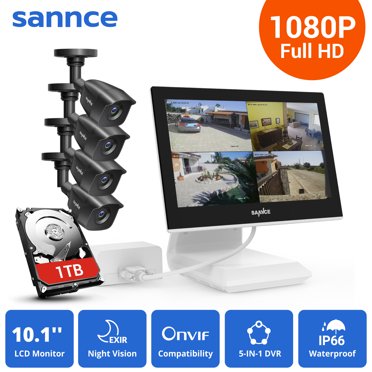 sannce
1080P
Full HD
SANNCE
1TB
10.1''
LCD Monitor
EXIR
Night Vision
Onvif
Compatibility
5-IN-1 DVR
IP66
Waterproof